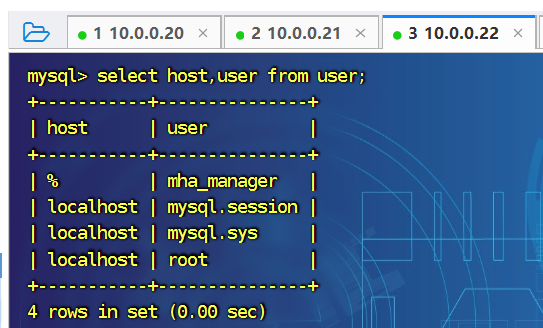 1 10.0.0.20 × 2 10.0.0.21 × 3 10.0.0.22 ×
mysql> select host,user from user;
+-----------+---------------+
| host      | user          |
+-----------+---------------+
| %         | mha_manager   |
| localhost | mysql.session |
| localhost | mysql.sys     |
| localhost | root          |
+-----------+---------------+
4 rows in set (0.00 sec)